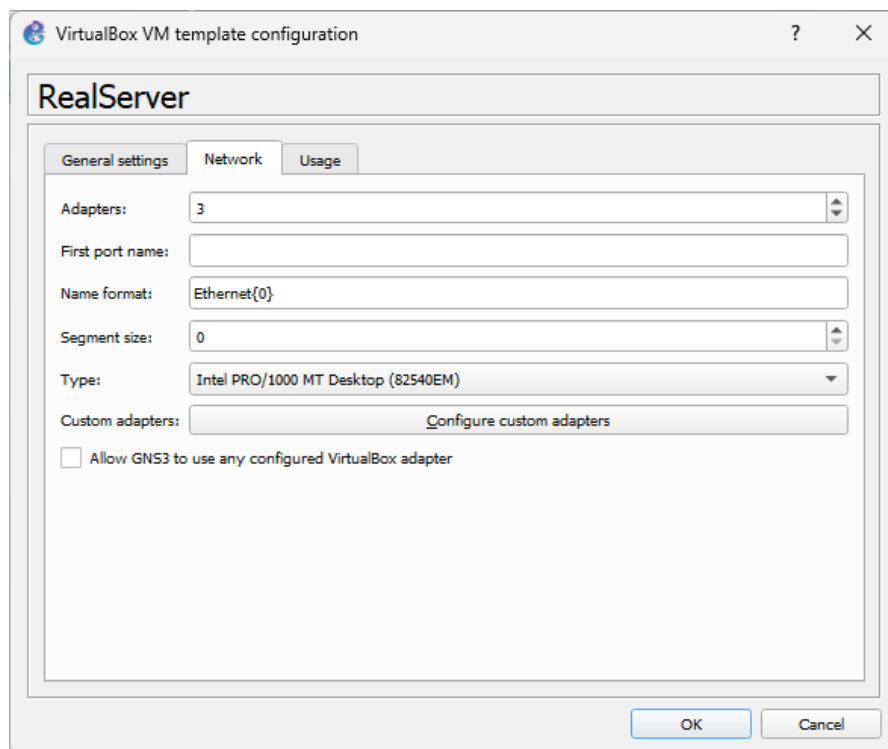 VirtualBox VM template configuration ?
RealServer
General settings Network Usage
Adapters: 3
First port name:
Name format: Ethernet{0}
Segment size: 0
Type: Intel PRO/1000 MT Desktop (82540EM)
Custom adapters: Configure custom adapters
Allow GNS3 to use any configured VirtualBox adapter
OK Cancel